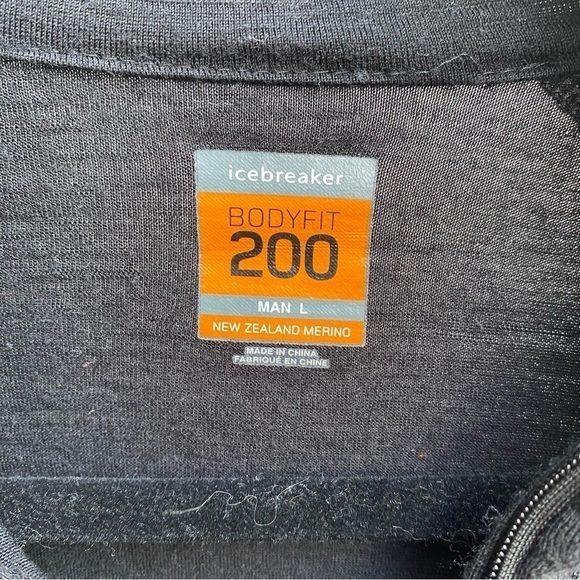 icebreaker
BODYFIT
200
MAN L
NEW ZEALAND MERINO
MADE IN CHINA
FABRIQUÉ EN CHINE